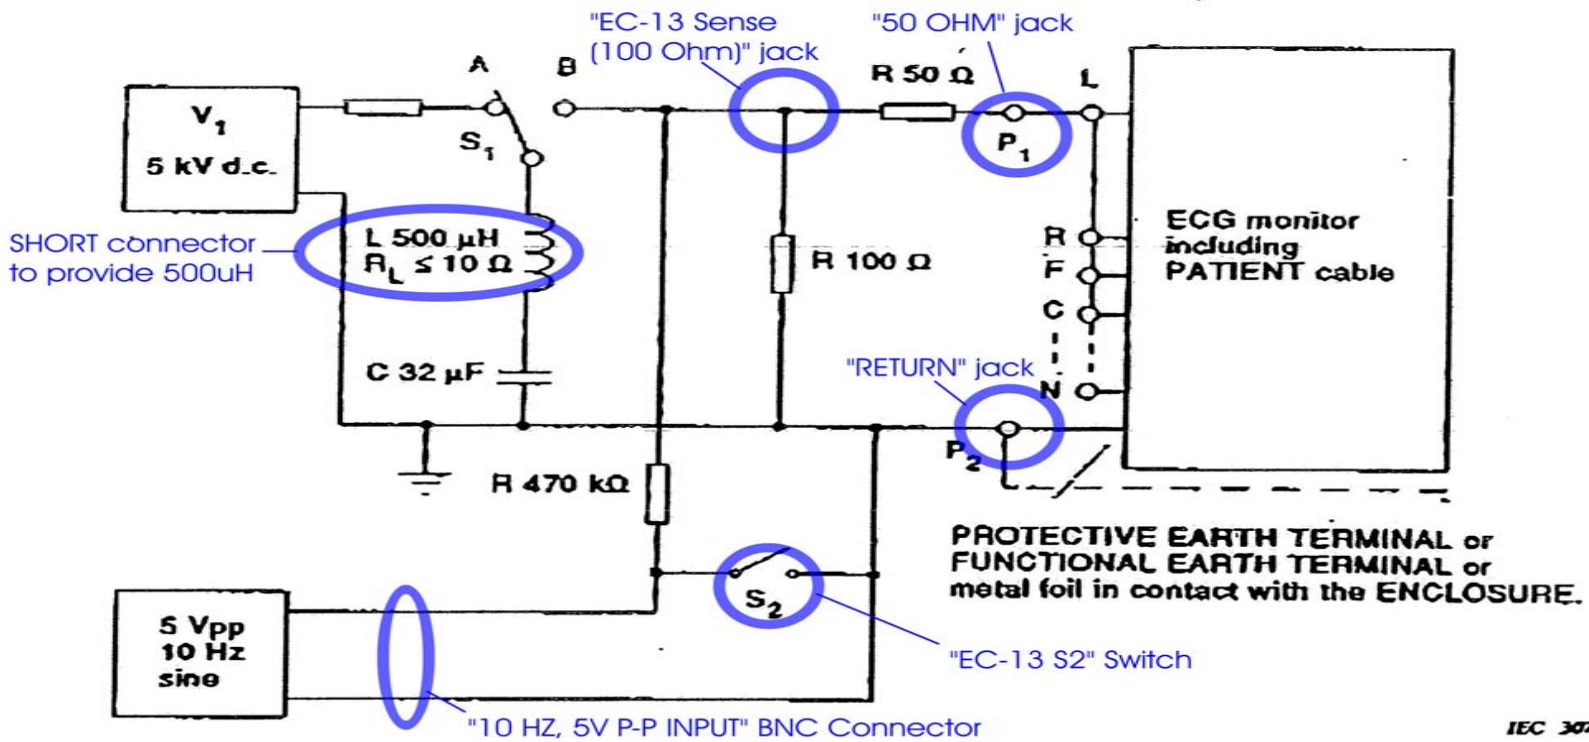 "EC-13 Sense
(100 Ohm)" jack
"50 OHM" jack
A
B
R 50 Ω
L
V1
5 kV d.c.
S1
P1
SHORT connector
to provide 500uH
L 500 μH
RL ≤ 10 Ω
R 100 Ω
R
F
C
N
ECG monitor
including
PATIENT cable
C 32 μF
"RETURN" jack
P2
R 470 kΩ
S2
PROTECTIVE EARTH TERMINAL or
FUNCTIONAL EARTH TERMINAL or
metal foil in contact with the ENCLOSURE.
5 Vpp
10 Hz
sine
"EC-13 S2" Switch
"10 HZ, 5V P-P INPUT" BNC Connector
IEC